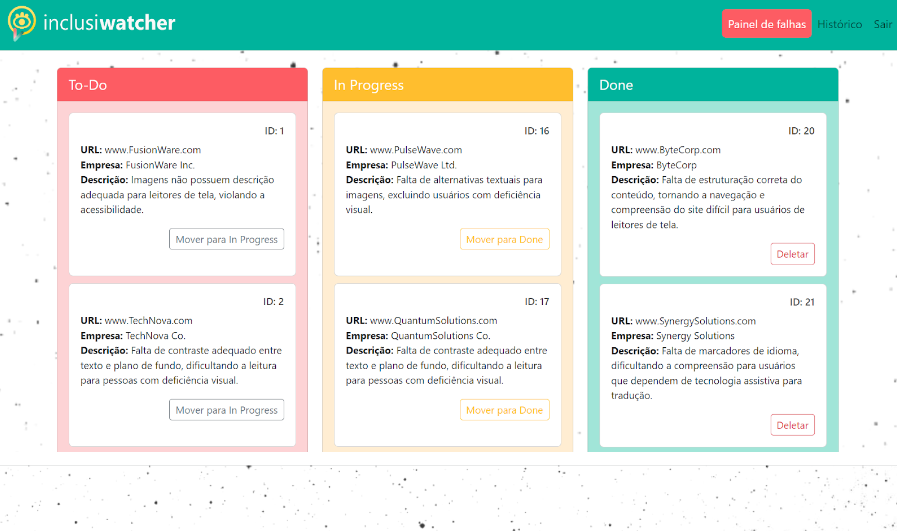 inclusiwatcher
Painel de falhas
Histórico
Sair
To-Do
ID: 1
URL: www.FusionWare.com
Empresa: FusionWare Inc.
Descrição: Imagens não possuem descrição
adequada para leitores de tela, violando a
acessibilidade.
Mover para In Progress
ID: 2
URL: www.TechNova.com
Empresa: TechNova Co.
Descrição: Falta de contraste adequado entre
texto e plano de fundo, dificultando a leitura
para pessoas com deficiência visual.
Mover para In Progress
In Progress
ID: 16
URL: www.PulseWave.com
Empresa: PulseWave Ltd.
Descrição: Falta de alternativas textuais para
imagens, excluindo usuários com deficiência
visual.
Mover para Done
ID: 17
URL: www.QuantumSolutions.com
Empresa: QuantumSolutions Co.
Descrição: Falta de contraste adequado entre
texto e plano de fundo, dificultando a leitura
para pessoas com deficiência visual.
Mover para Done
Done
ID: 20
URL: www.ByteCorp.com
Empresa: ByteCorp
Descrição: Falta de estruturação correta do
conteúdo, tornando a navegação e
compreensão do site difícil para usuários de
leitores de tela.
Deletar
ID: 21
URL: www.SynergySolutions.com
Empresa: Synergy Solutions
Descrição: Falta de marcadores de idioma,
dificultando a compreensão para usuários
que dependem de tecnologia assistiva para
tradução.
Deletar